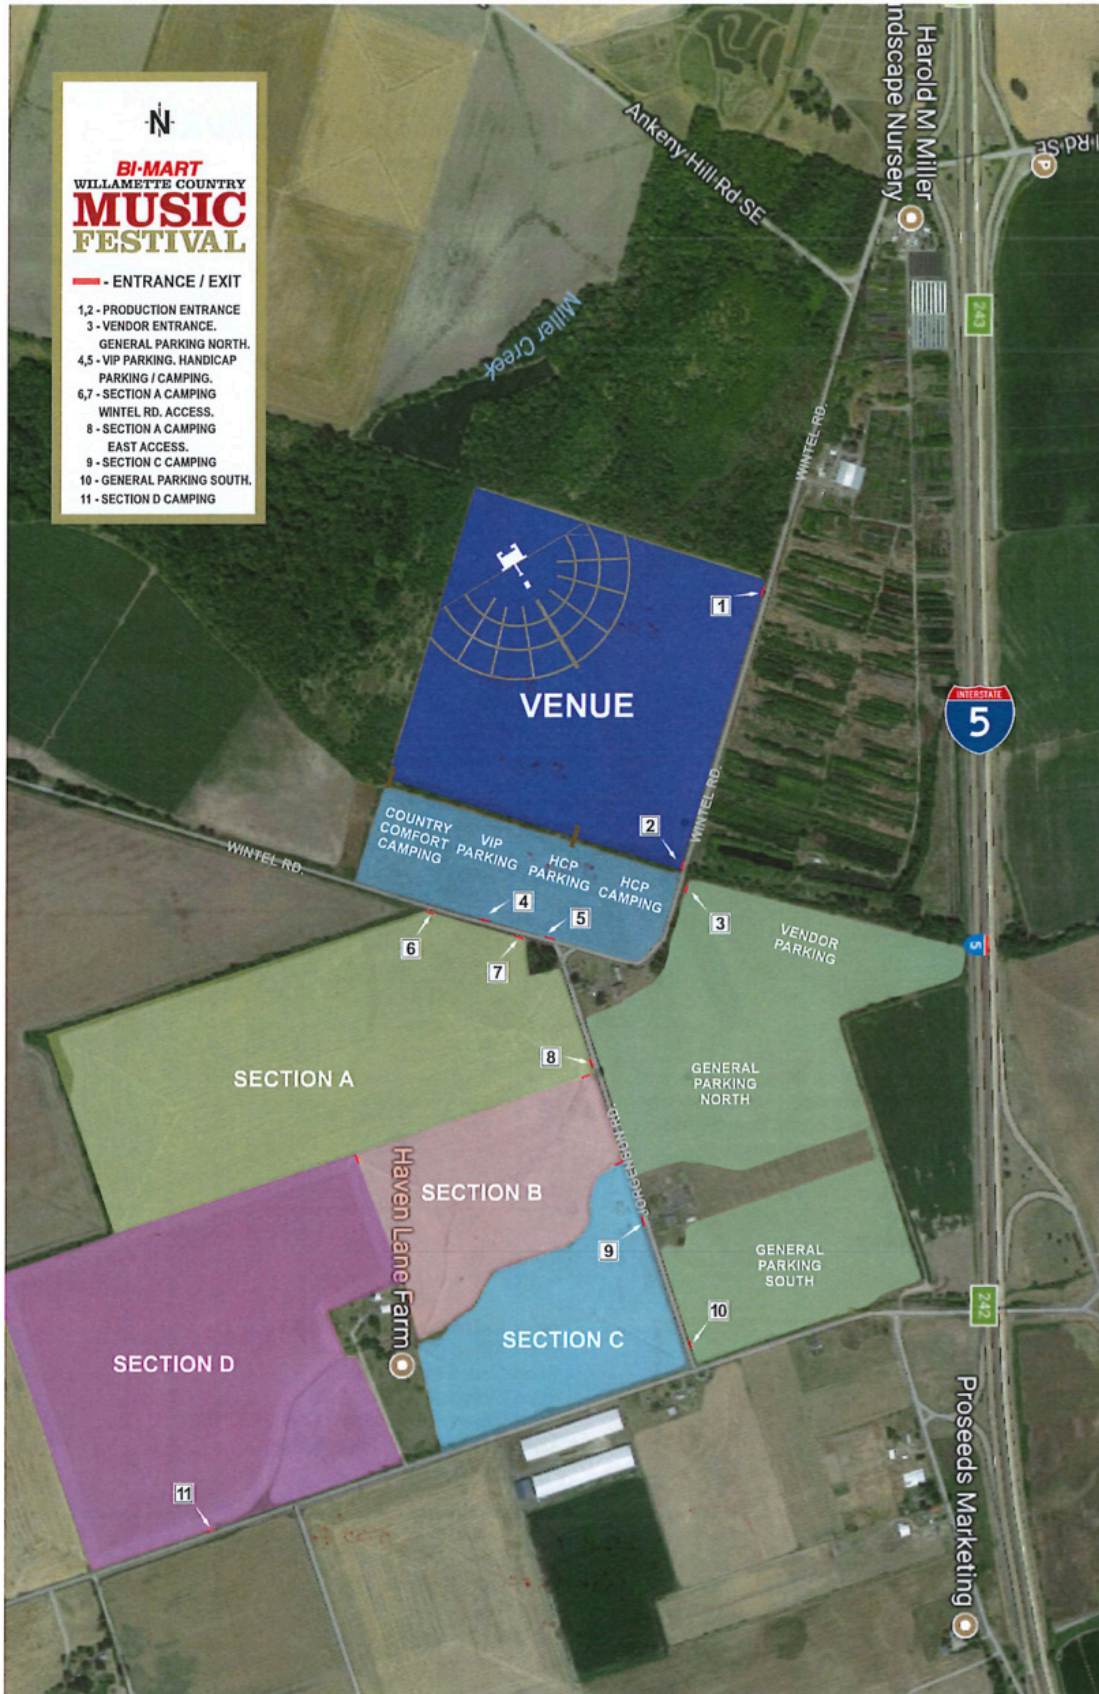 N
BI-MART
WILLAMETTE COUNTRY
MUSIC
FESTIVAL
- ENTRANCE / EXIT
1,2 - PRODUCTION ENTRANCE
3 - VENDOR ENTRANCE.
GENERAL PARKING NORTH.
4,5 - VIP PARKING. HANDICAP
PARKING / CAMPING.
6,7 - SECTION A CAMPING
WINTEL RD. ACCESS.
8 - SECTION A CAMPING
EAST ACCESS.
9 - SECTION C CAMPING
10 - GENERAL PARKING SOUTH.
11 - SECTION D CAMPING
Harold M Miller
ndscape Nursery
Rd SE
P
Ankeny Hill Rd SE
243
Miller Creek
WINTEL RD.
1
VENUE
INTERSTATE
5
WINTEL RD.
2
COUNTRY
COMFORT
CAMPING
VIP
PARKING
HCP
PARKING
HCP
CAMPING
WINTEL RD.
4
5
3
6
7
VENDOR
PARKING
5
8
SECTION A
GENERAL
PARKING
NORTH
JORGENSON RD.
Haven Lane Farm
SECTION B
9
GENERAL
PARKING
SOUTH
10
242
SECTION C
SECTION D
Proseeds Marketing
11